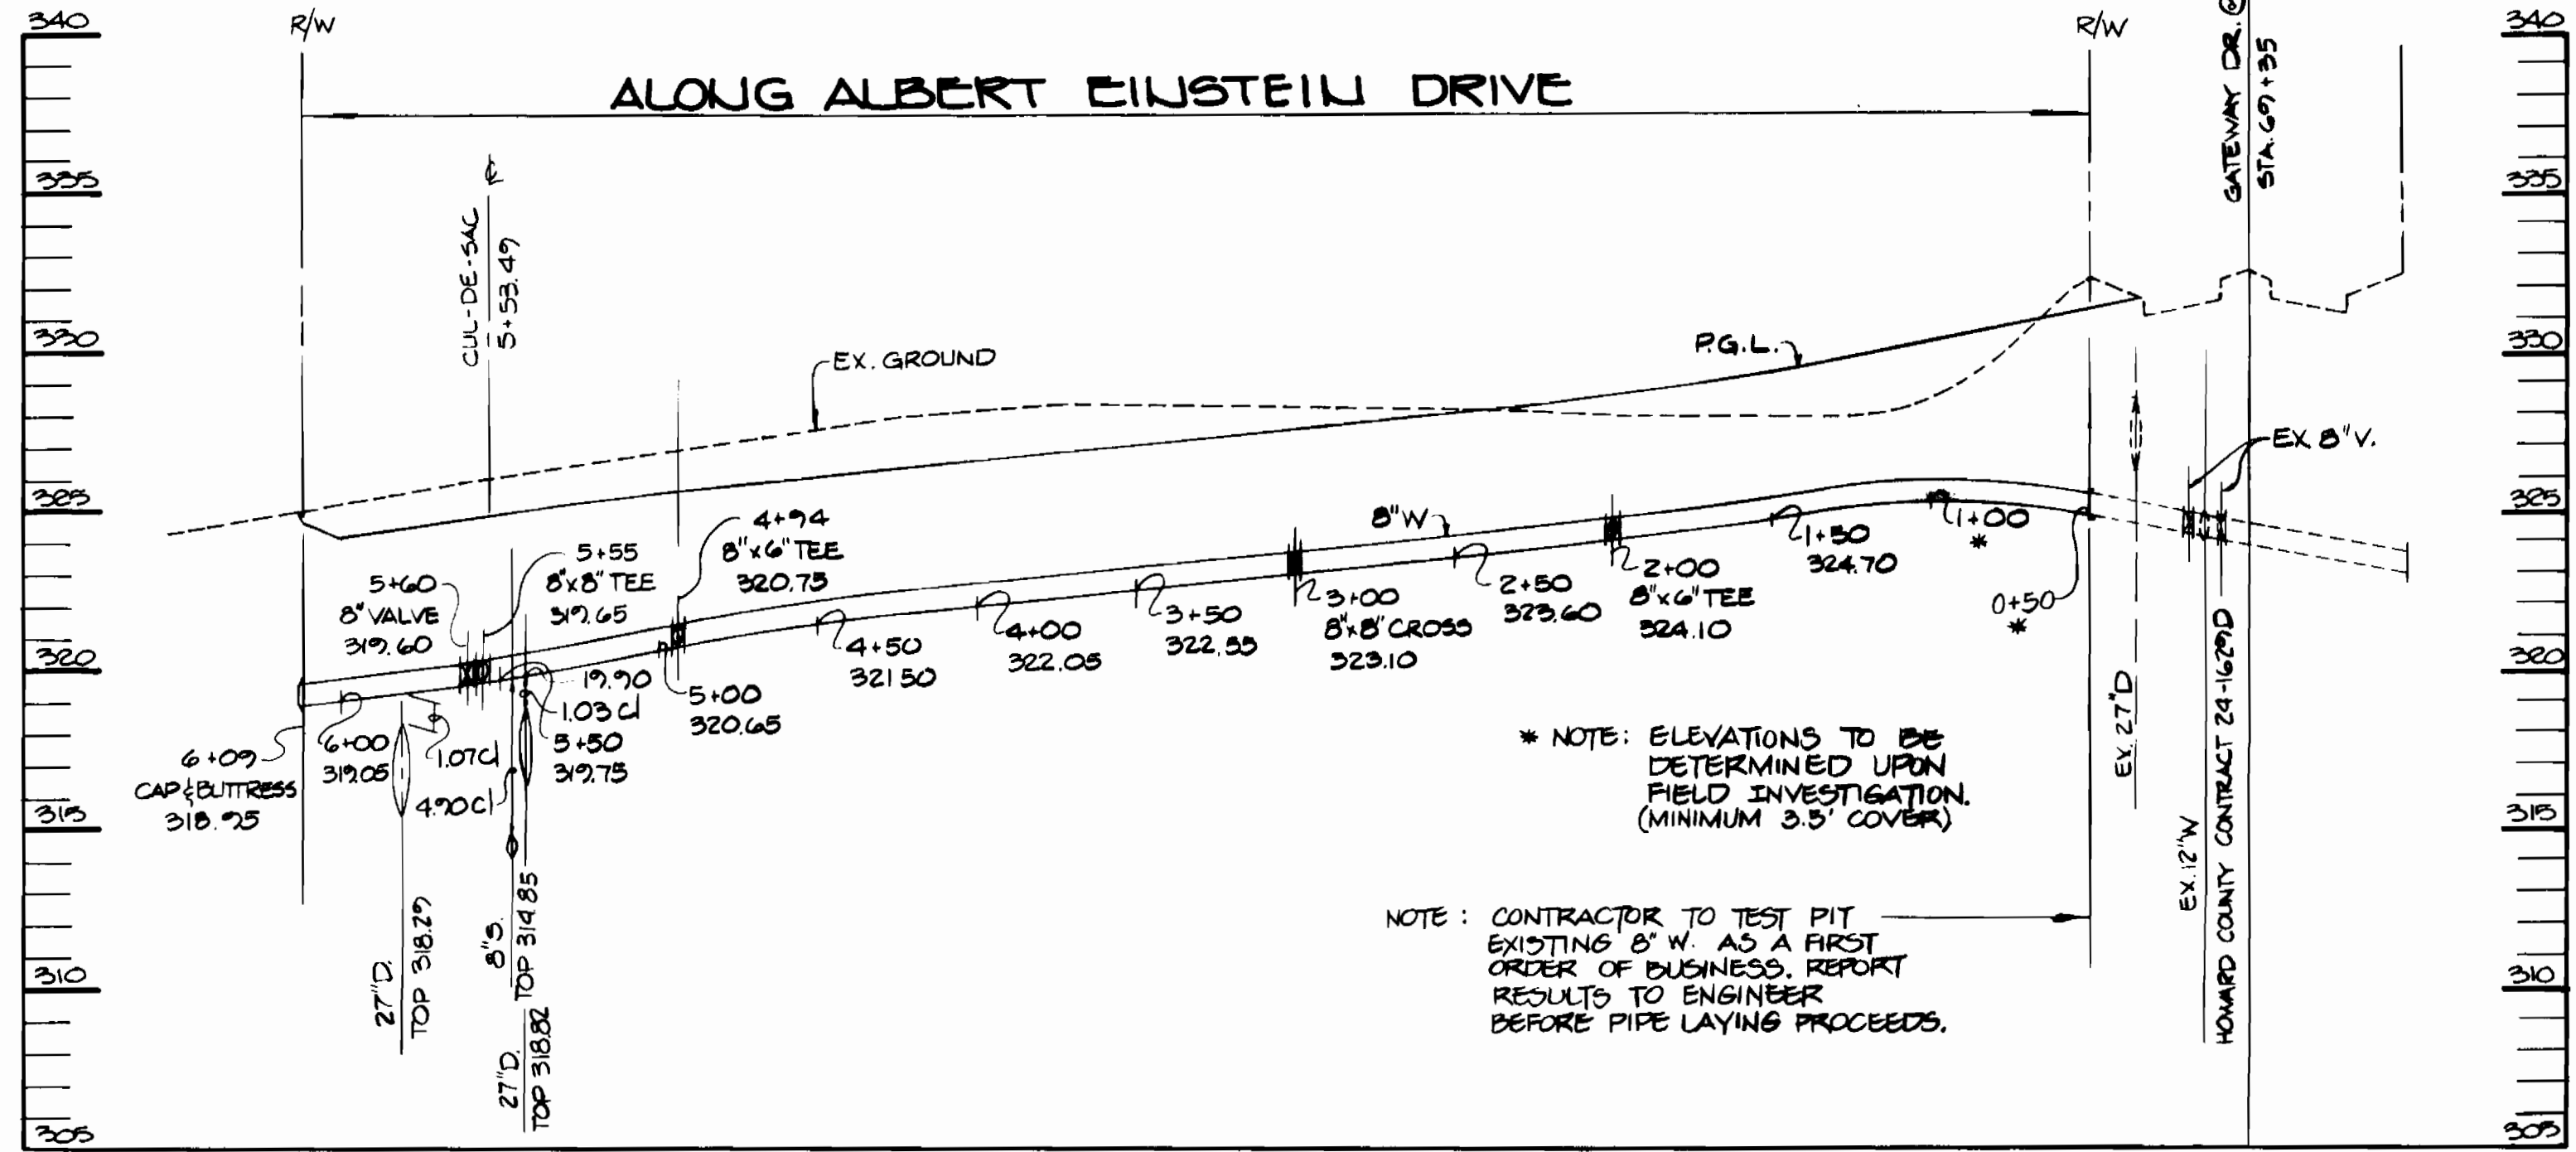 340
R/W
R/W
340
ALONG ALBERT EINSTEIN DRIVE
GATEWAY DR. @
STA. 69+35
335
335
CUL-DE-SAC ℄
5+53.49
330
330
EX. GROUND
P.G.L.
325
325
EX 8" V.
8" W
4+94
8"x6" TEE
320.75
5+55
8"x8" TEE
319.65
5+60
8" VALVE
319.60
1+00
*
1+50
324.70
2+00
8"x6" TEE
324.10
2+50
323.60
3+00
8"x8" CROSS
323.10
3+50
322.55
4+00
322.05
4+50
321.50
0+50
*
320
320
19.90
1.03 cl
5+00
320.65
5+50
319.75
6+00
319.05
1.07cl
4.90cl
6+09
CAP & BUTTRESS
318.95
* NOTE: ELEVATIONS TO BE
DETERMINED UPON
FIELD INVESTIGATION.
(MINIMUM 3.5' COVER)
315
315
EX. 27"D
EX. 12"W
HOWARD COUNTY CONTRACT 24-1629D
27"D.
TOP 318.29
8"S.
TOP 314.85
27"D.
TOP 318.82
NOTE: CONTRACTOR TO TEST PIT
EXISTING 8" W. AS A FIRST
ORDER OF BUSINESS. REPORT
RESULTS TO ENGINEER
BEFORE PIPE LAYING PROCEEDS.
310
310
305
305